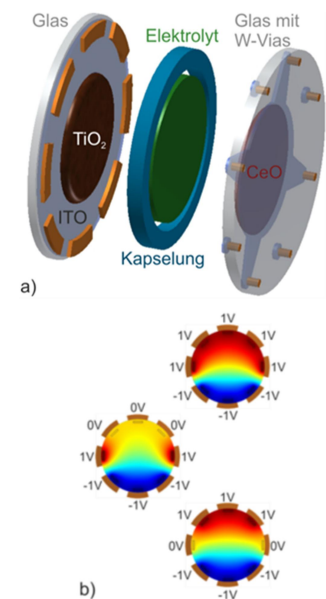 Glas
Elektrolyt
Glas mit
W-Vias
TiO₂
ITO
CeO
Kapselung
a)
1V
1V
1V
1V
1V
-1V
-1V
-1V
0V
0V
0V
1V
1V
-1V
-1V
-1V
1V
1V
1V
0V
0V
-1V
-1V
-1V
b)